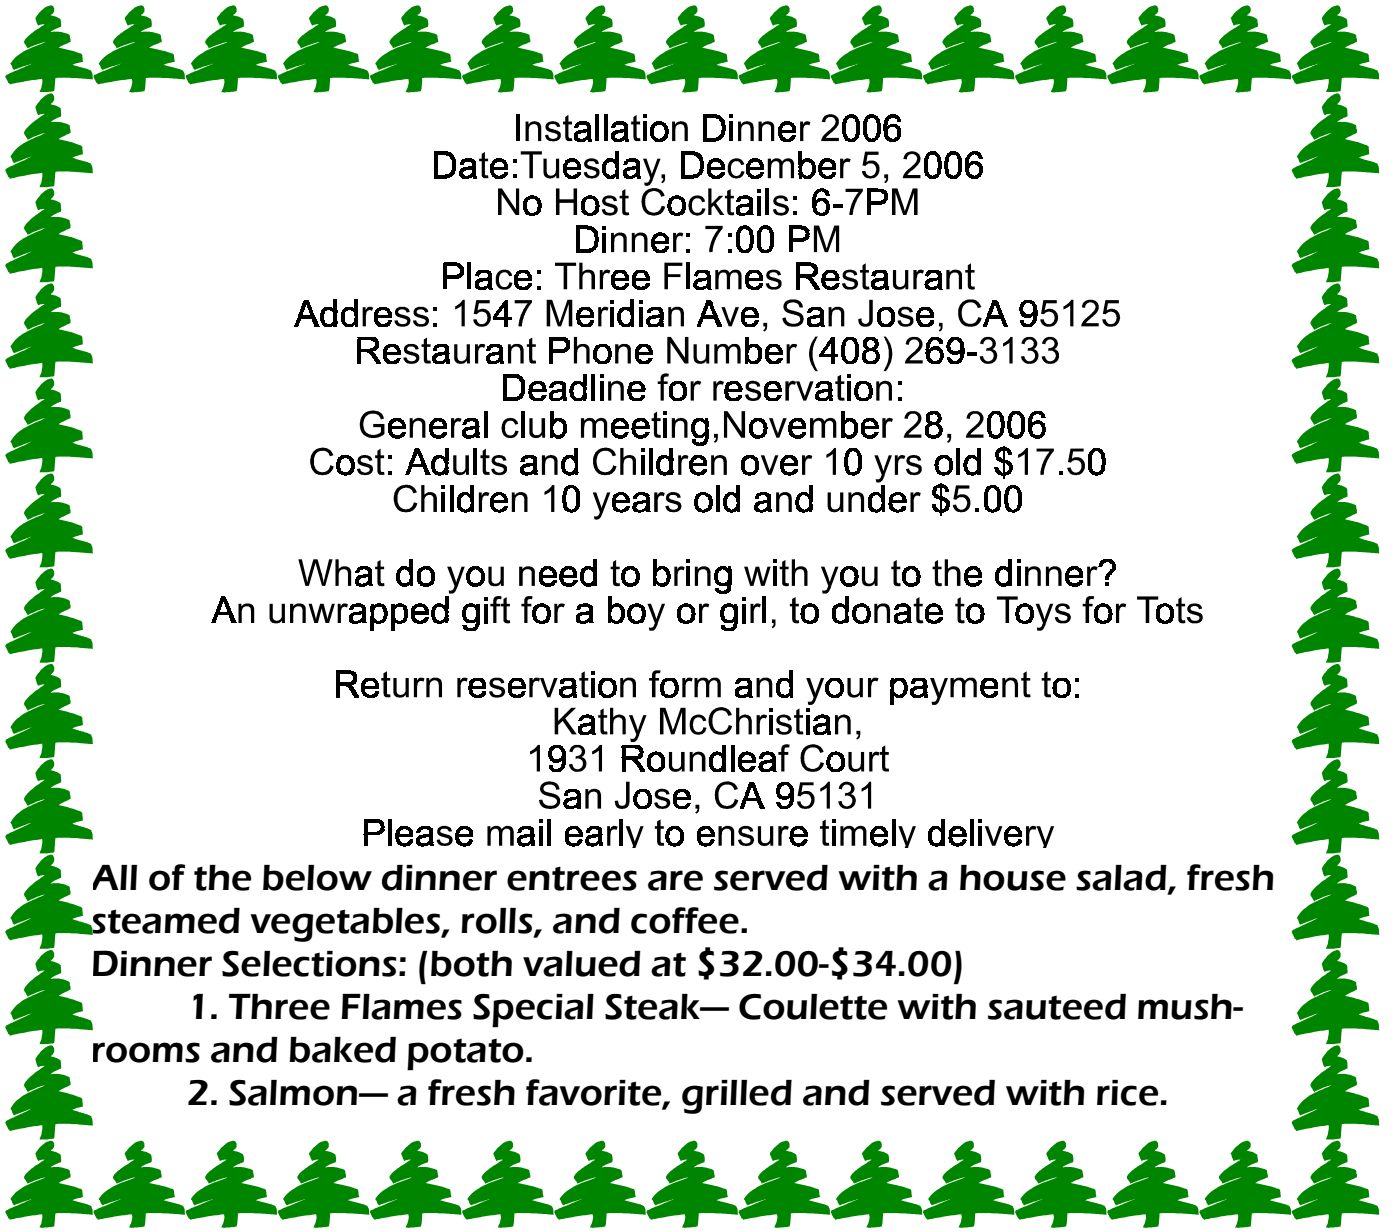 Installation Dinner 2006
Date:Tuesday, December 5, 2006
No Host Cocktails: 6-7PM
Dinner: 7:00 PM
Place: Three Flames Restaurant
Address: 1547 Meridian Ave, San Jose, CA 95125
Restaurant Phone Number (408) 269-3133
Deadline for reservation:
General club meeting,November 28, 2006
Cost: Adults and Children over 10 yrs old $17.50
Children 10 years old and under $5.00
What do you need to bring with you to the dinner?
An unwrapped gift for a boy or girl, to donate to Toys for Tots
Return reservation form and your payment to:
Kathy McChristian,
1931 Roundleaf Court
San Jose, CA 95131
Please mail early to ensure timely delivery
All of the below dinner entrees are served with a house salad, fresh
steamed vegetables, rolls, and coffee.
Dinner Selections: (both valued at $32.00-$34.00)
1. Three Flames Special Steak— Coulette with sauteed mush-
rooms and baked potato.
2. Salmon— a fresh favorite, grilled and served with rice.